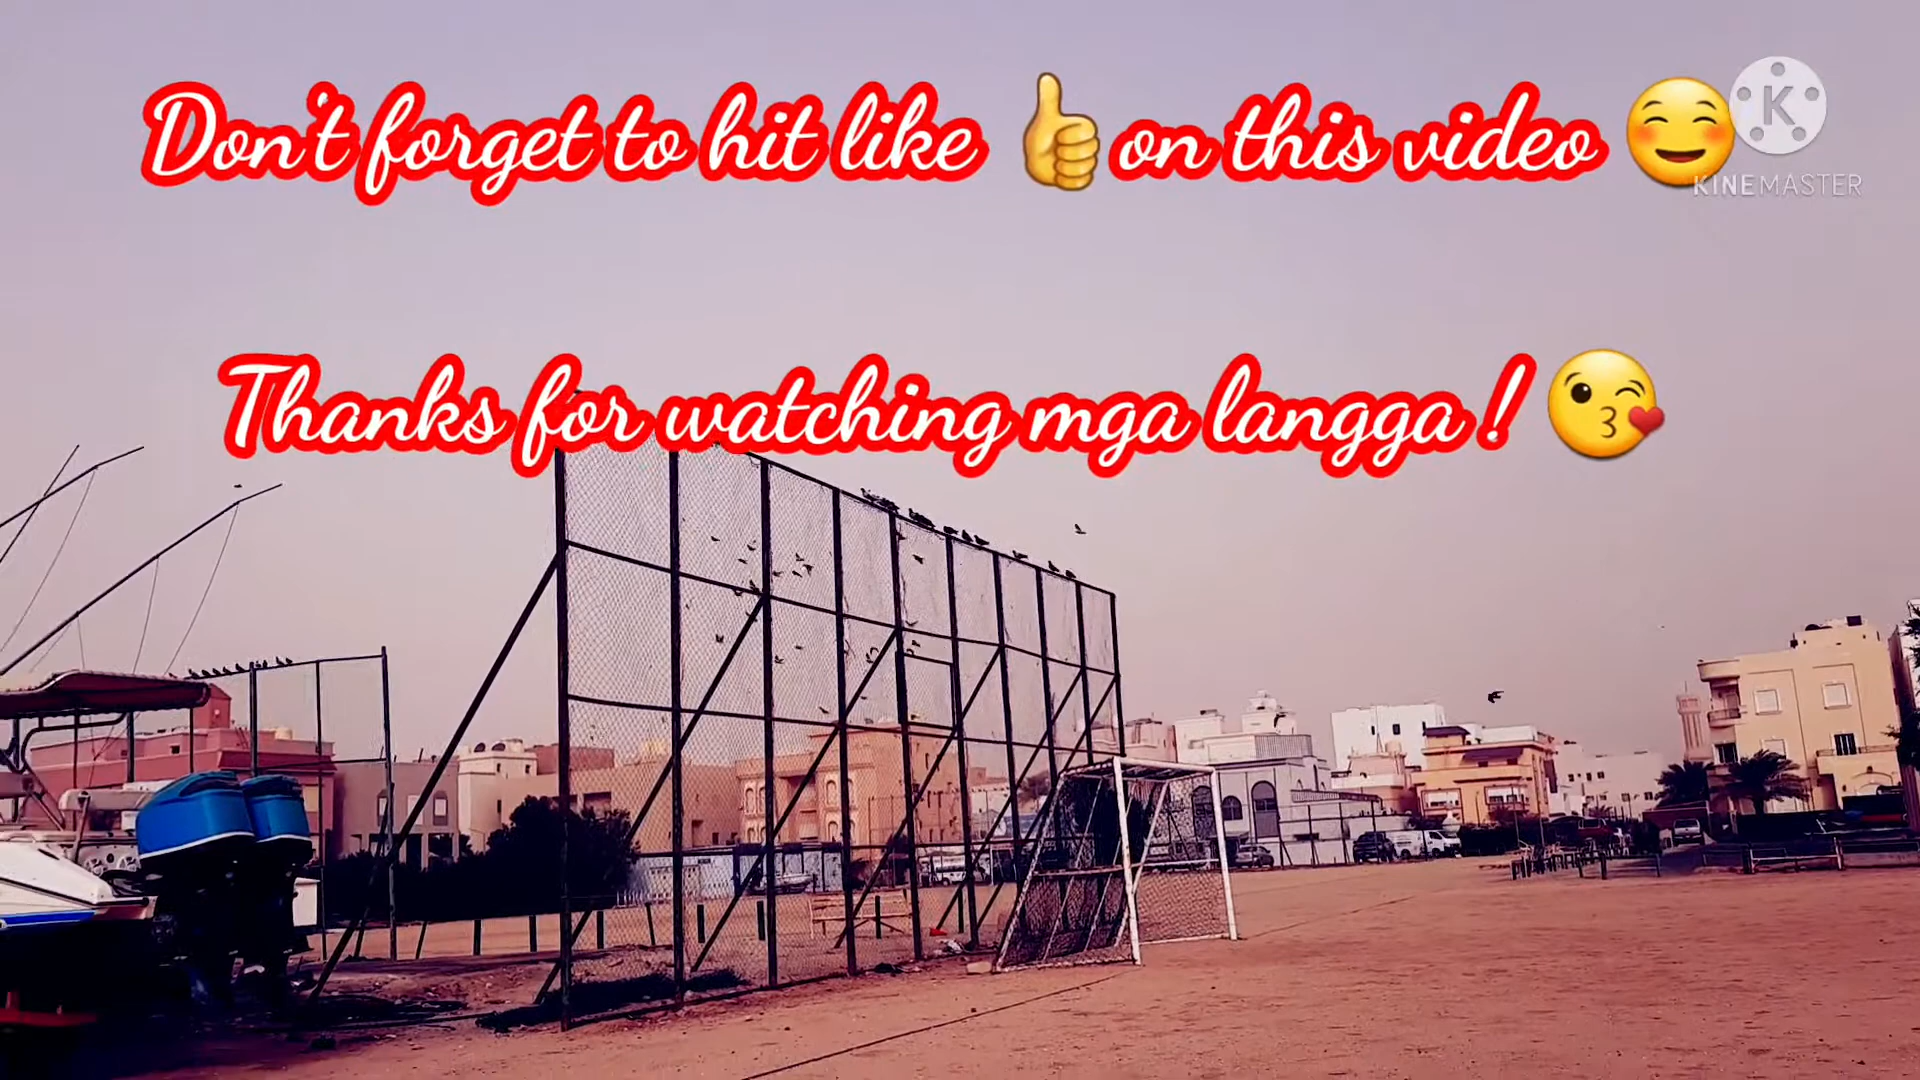 Don't forget to hit like 👍 on this video 😊
KINEMASTER
Thanks for watching mga langga ! 😘